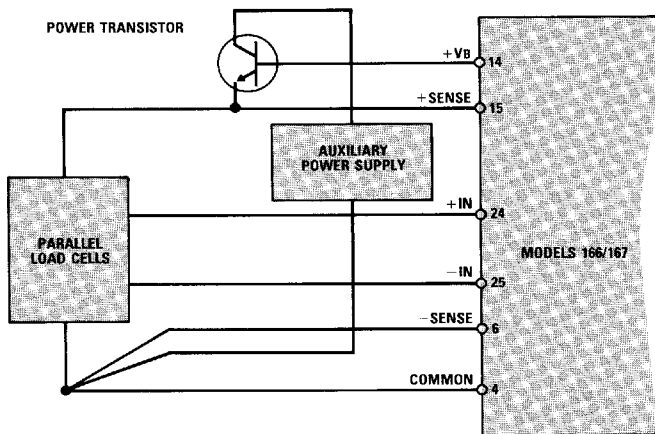 POWER TRANSISTOR
+VB
14
+SENSE
15
AUXILIARY
POWER SUPPLY
+IN
24
PARALLEL
LOAD CELLS
MODELS 166/167
−IN
25
−SENSE
6
COMMON
4